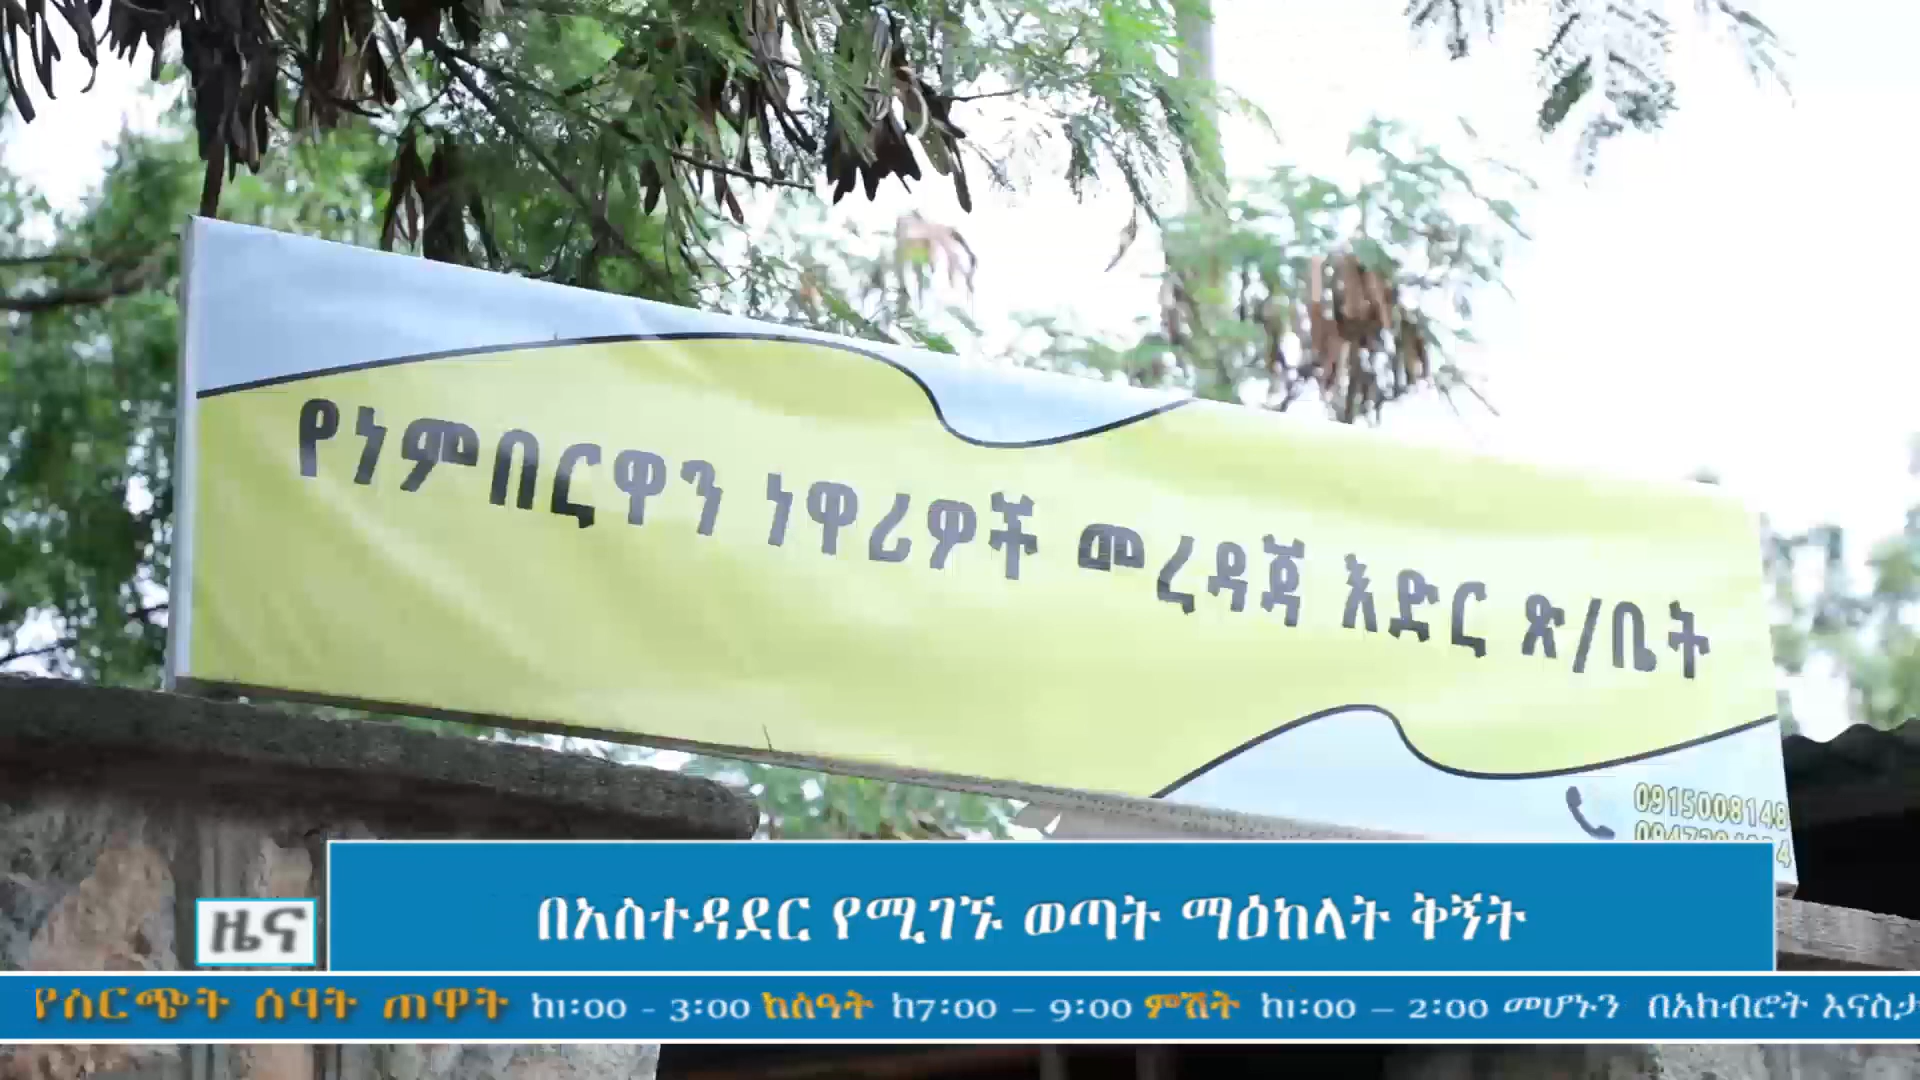 የነምበርዋን ነዋሪዎች መረዳጃ እድር ጽ/ቤት
0915008148
ዜና
በአስተዳደር የሚገኙ ወጣት ማዕከላት ቅኝት
የስርጭት ሰዓት ጠዋት ከ1፡00 - 3፡00 ከሰዓት ከ7፡00 – 9፡00 ምሽት ከ1፡00 – 2፡00 መሆኑን በአክብሮት